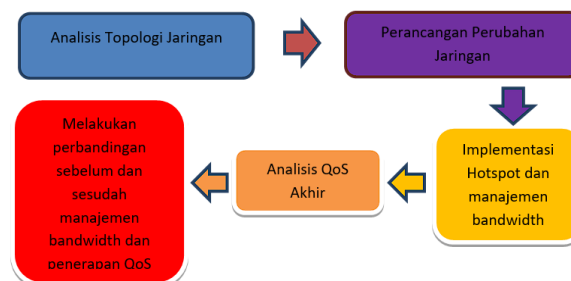 Analisis Topologi Jaringan
Perancangan Perubahan
Jaringan
Implementasi
Hotspot dan
manajemen
bandwidth
Analisis QoS
Akhir
Melakukan
perbandingan
sebelum dan
sesudah
manajemen
bandwidth dan
penerapan QoS